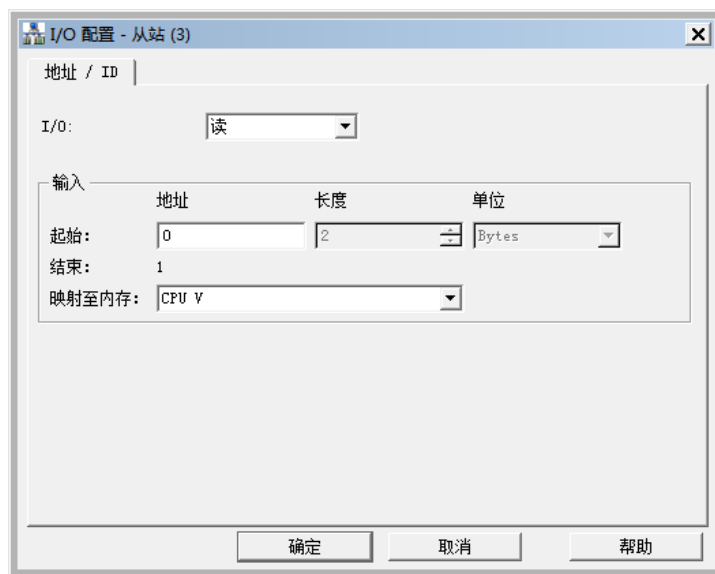 I/O 配置 - 从站 (3)
地址 / ID
I/O: 读
输入
地址 长度 单位
起始: 0 2 Bytes
结束: 1
映射至内存: CPU V
确定 取消 帮助